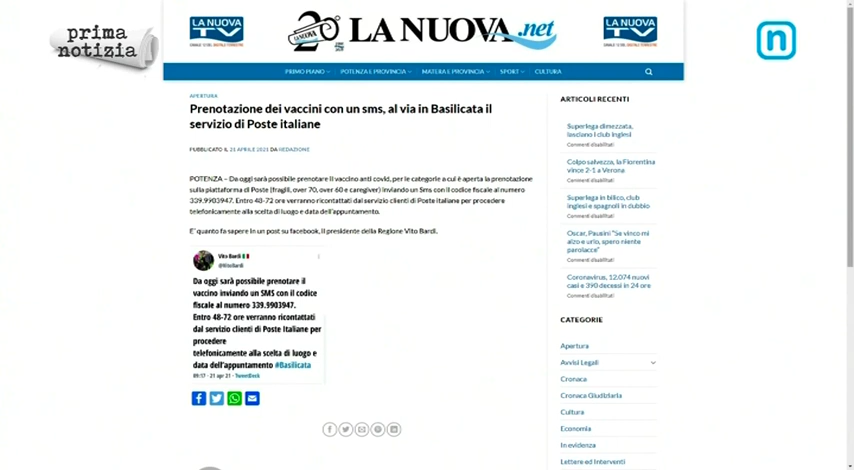 prima
notizia
LA NUOVA
TV
LA NUOVA
20
LA NUOVA .net
LA NUOVA
TV
n
PRIMO PIANO
POTENZA E PROVINCIA
MATERA E PROVINCIA
SPORT
CULTURA
APERTURA
Prenotazione dei vaccini con un sms, al via in Basilicata il
servizio di Poste italiane
PUBBLICATO IL 21 APRILE 2021 DA REDAZIONE
POTENZA – Da oggi sarà possibile prenotare il vaccino anti covid, per le categorie a cui è aperta la prenotazione
sulla piattaforma di Poste (fragili, over 70, over 60 e caregiver) inviando un Sms con il codice fiscale al numero
339.9903947. Entro 48-72 ore verranno ricontattati dal servizio clienti di Poste italiane per procedere
telefonicamente alla scelta di luogo e data dell'appuntamento.
E' quanto fa sapere in un post su facebook, il presidente della Regione Vito Bardi.
Vito Bardi
@VitoBardi
Da oggi sarà possibile prenotare il
vaccino inviando un SMS con il codice
fiscale al numero 339.9903947.
Entro 48-72 ore verranno ricontattati
dal servizio clienti di Poste Italiane per
procedere
telefonicamente alla scelta di luogo e
data dell'appuntamento #Basilicata
09:17 · 21 apr 21 · TweetDeck
ARTICOLI RECENTI
Superlega dimezzata,
lasciano i club inglesi
Commenti disabilitati
Colpo salvezza, la Fiorentina
vince 2-1 a Verona
Commenti disabilitati
Superlega in bilico, club
inglesi e spagnoli in dubbio
Commenti disabilitati
Oscar, Pausini "Se vinco mi
alzo e urlo, spero niente
parolacce"
Commenti disabilitati
Coronavirus, 12.074 nuovi
casi e 390 decessi in 24 ore
Commenti disabilitati
CATEGORIE
Apertura
Avvisi Legali
Cronaca
Cronaca Giudiziaria
Cultura
Economia
In evidenza
Lettere ed Interventi